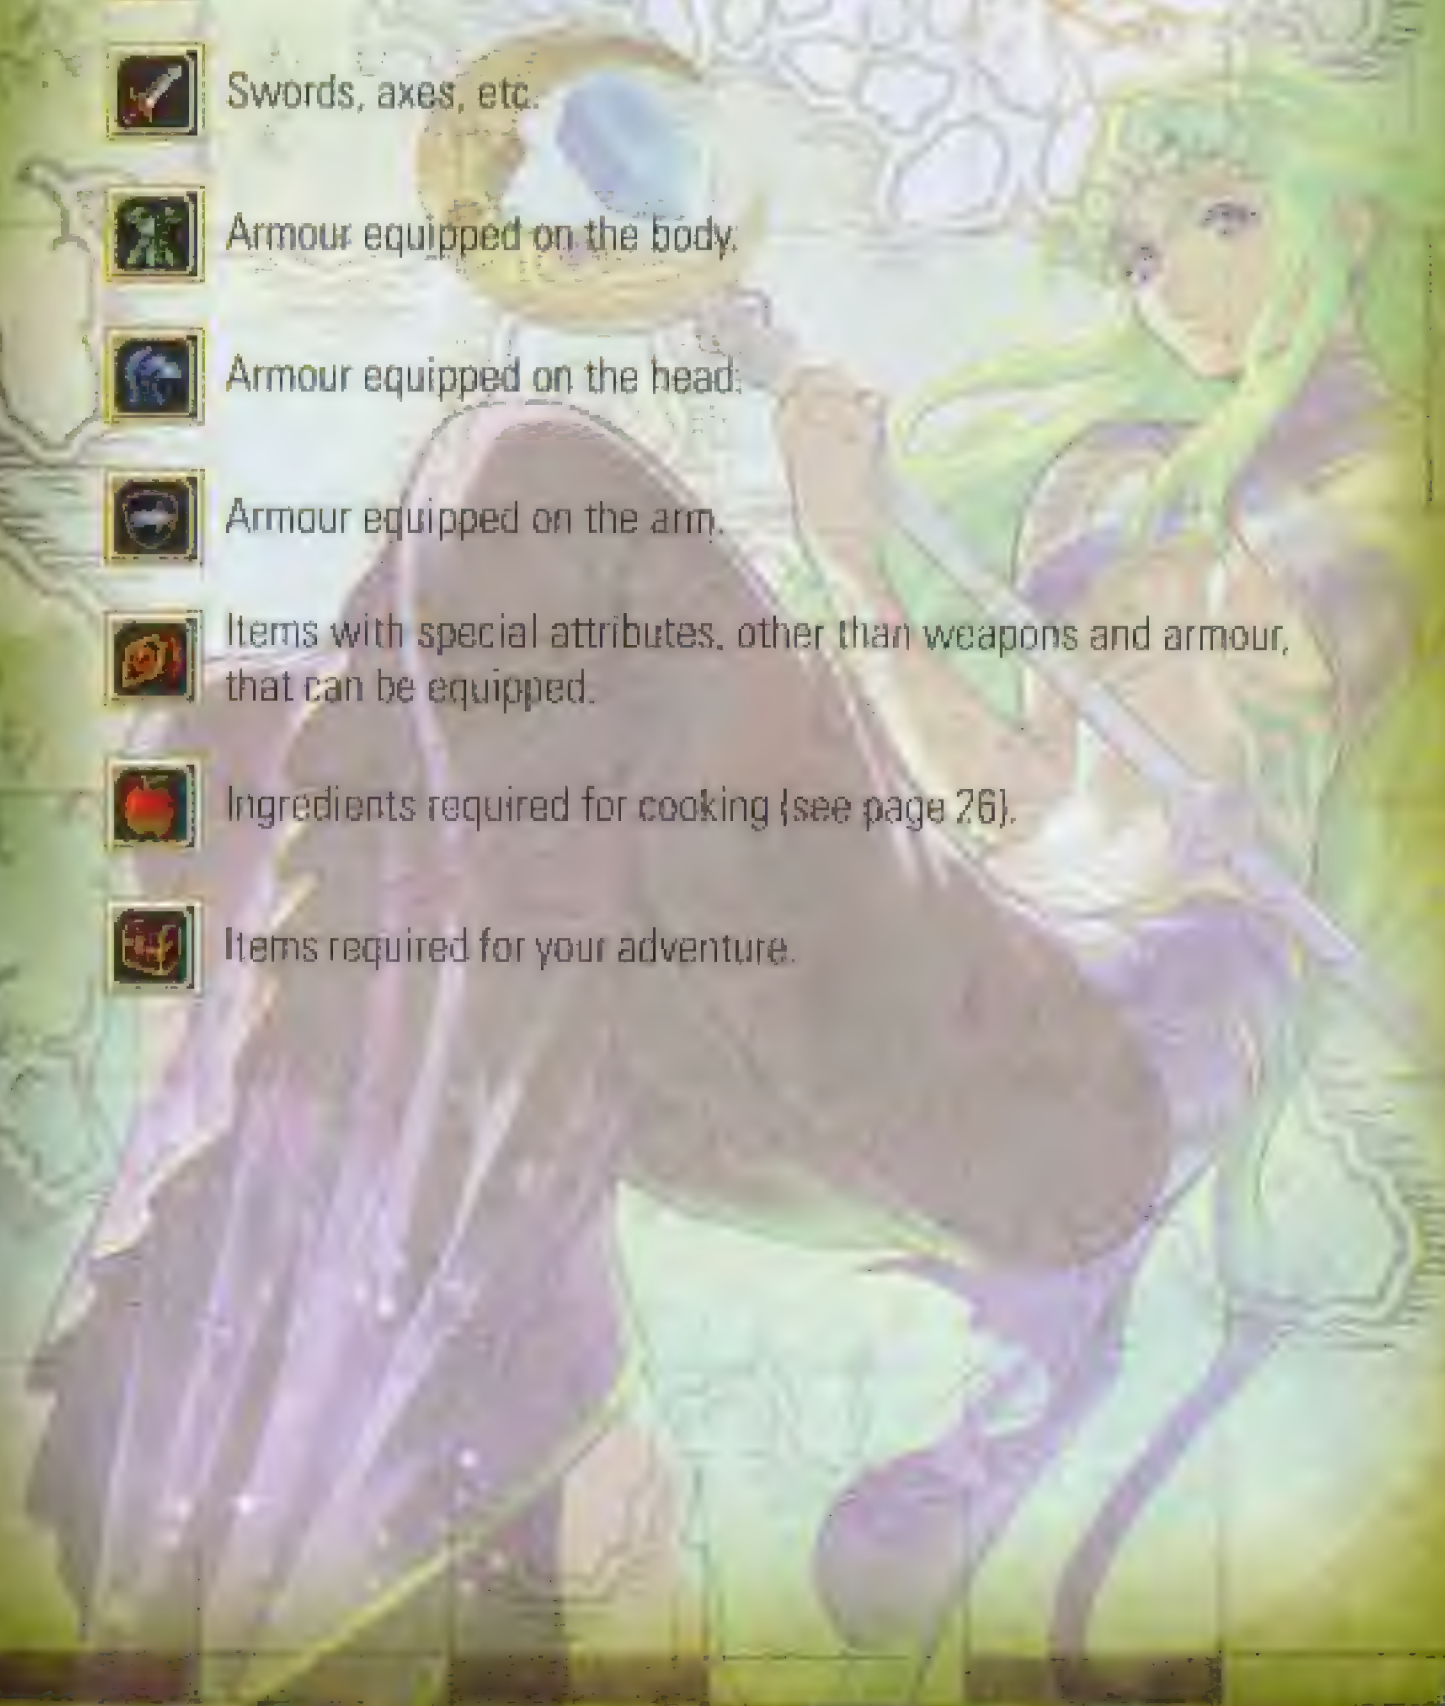 Swords, axes, etc.
Armour equipped on the body.
Armour equipped on the head.
Armour equipped on the arm.
Items with special attributes, other than weapons and armour,
that can be equipped.
Ingredients required for cooking (see page 26).
Items required for your adventure.